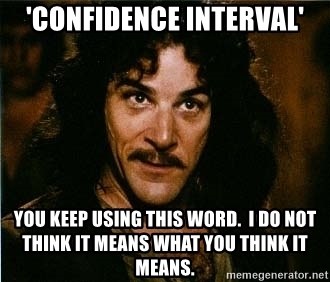 'CONFIDENCE INTERVAL'
YOU KEEP USING THIS WORD. I DO NOT
THINK IT MEANS WHAT YOU THINK IT
MEANS.
memegenerator.net